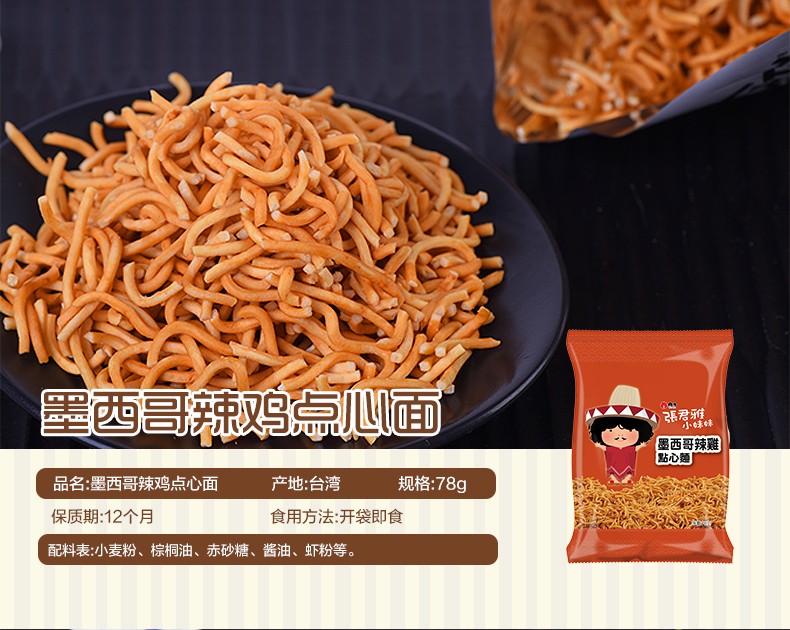 墨西哥辣鸡点心面
品名:墨西哥辣鸡点心面 产地:台湾 规格:78g
保质期:12个月 食用方法:开袋即食
配料表:小麦粉、棕榈油、赤砂糖、酱油、虾粉等。
張君雅
小妹妹
墨西哥辣雞
點心麵